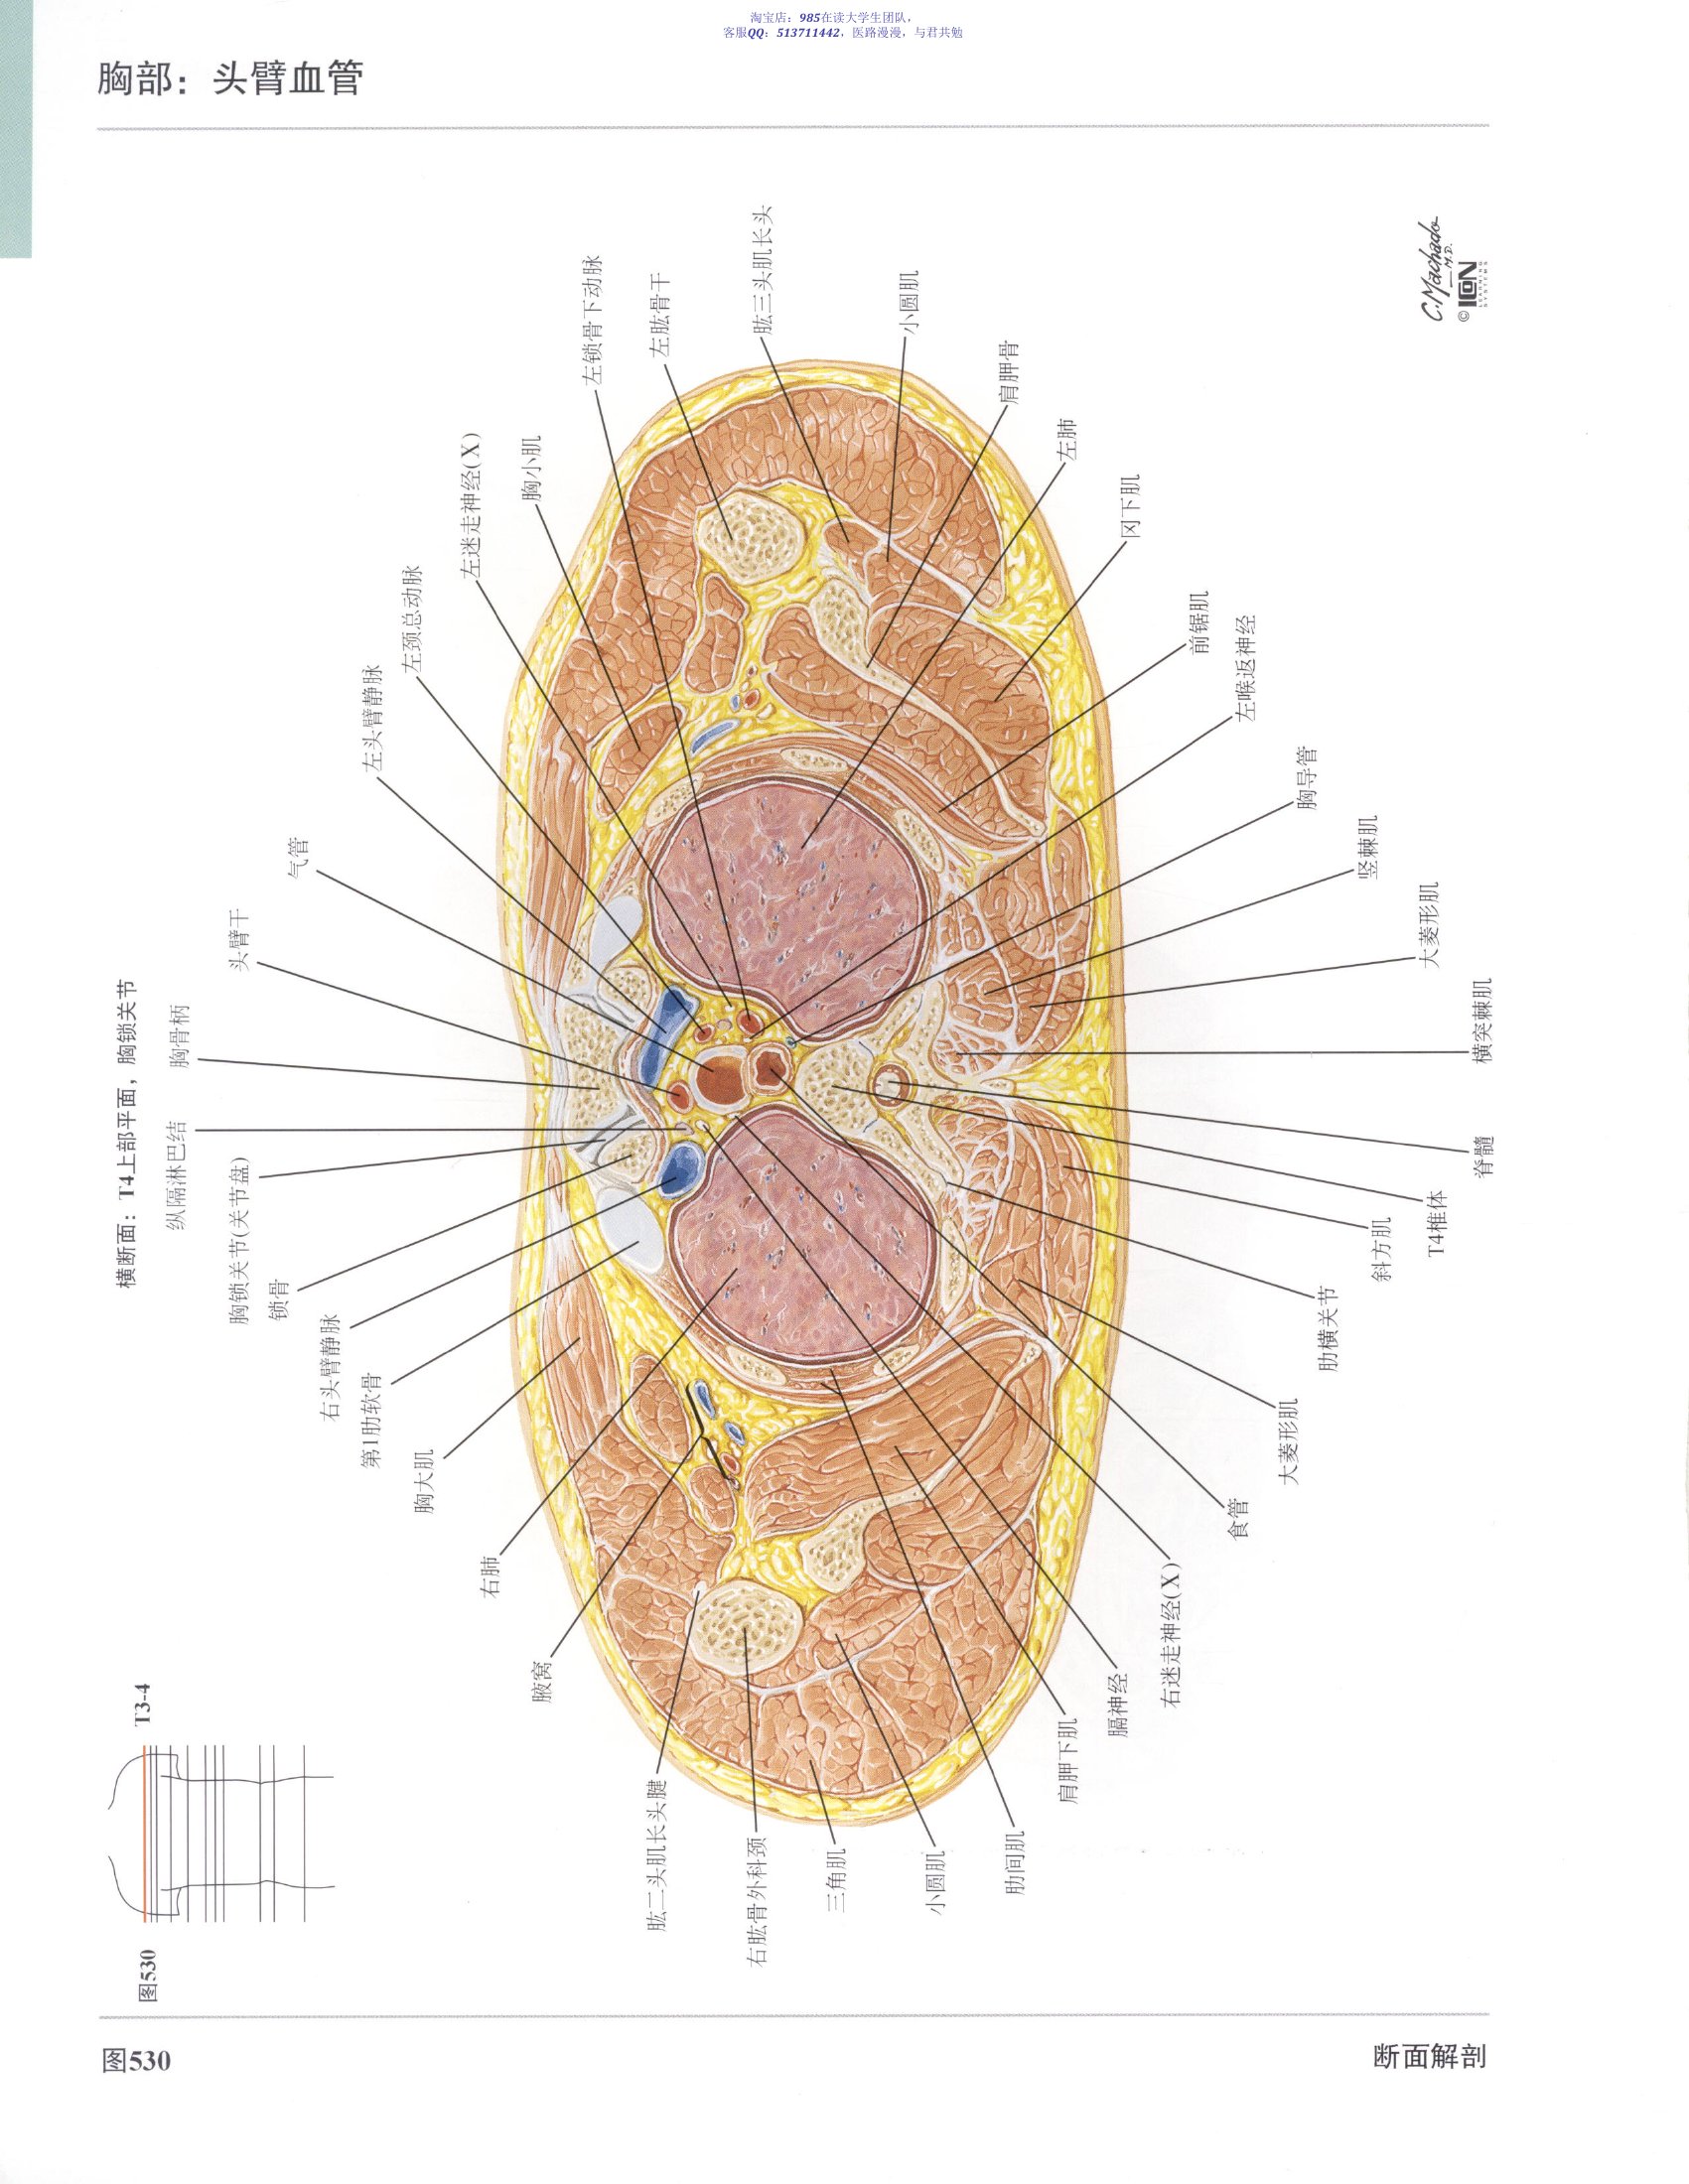 淘宝店：985在读大学生团队，
客服QQ：513711442，医路漫漫，与君共勉
胸部：头臂血管
横断面：T4上部平面，胸锁关节
T3-4
图530
纵隔淋巴结
胸骨柄
头臂干
气管
左头臂静脉
左颈总动脉
左迷走神经(X)
胸小肌
左锁骨下动脉
左肱骨干
肱三头肌长头
小圆肌
肩胛骨
左肺
冈下肌
前锯肌
左喉返神经
胸导管
竖棘肌
大菱形肌
横突棘肌
脊髓
T4椎体
斜方肌
肋横关节
大菱形肌
食管
右迷走神经(X)
膈神经
肩胛下肌
肋间肌
小圆肌
三角肌
右肱骨外科颈
肱二头肌长头腱
腋窝
右肺
胸大肌
第1肋软骨
右头臂静脉
锁骨
胸锁关节(关节盘)
C.Machado
M.D.
© ICON
LEARNING
SYSTEMS
图530
断面解剖